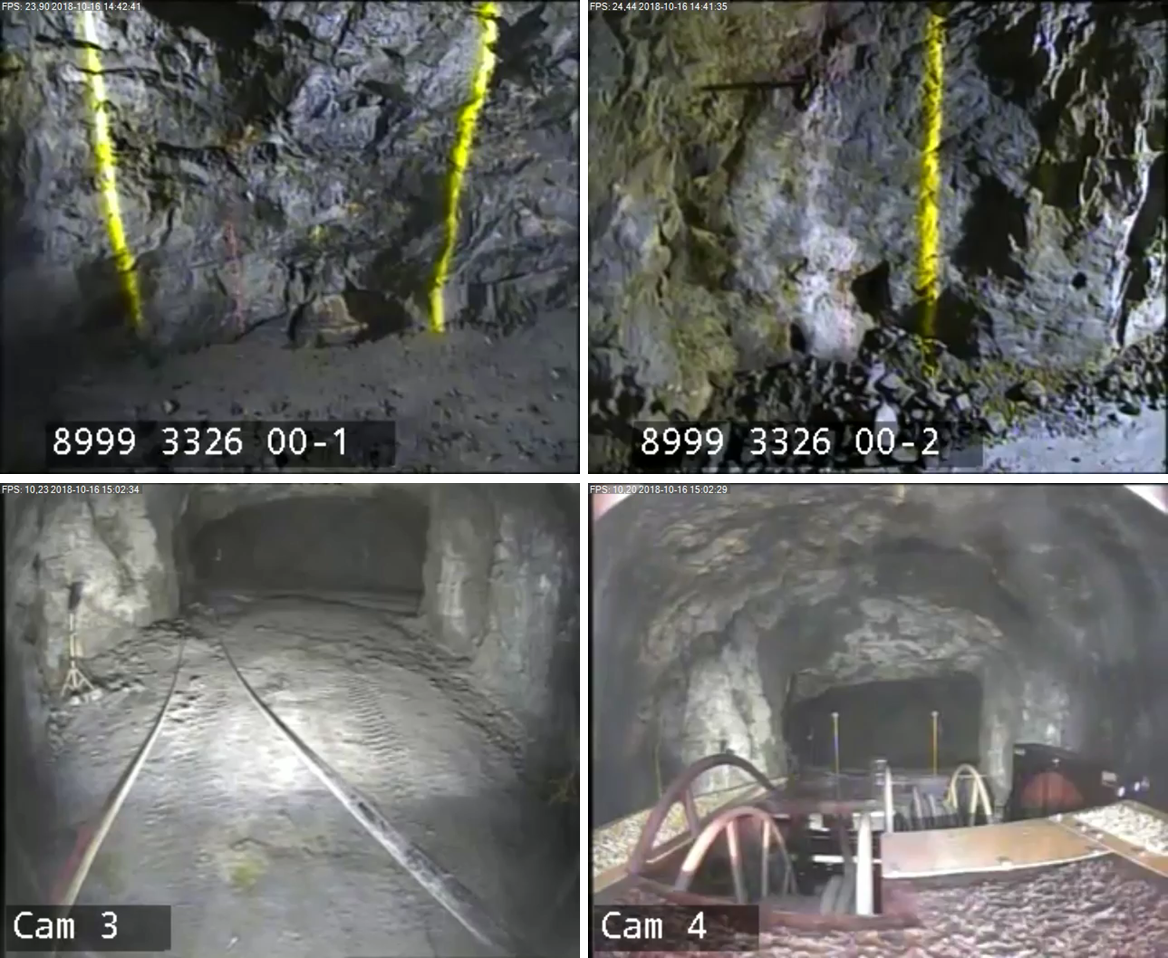 FPS: 23,90 2018-10-16 14:42:41
FPS: 24,44 2018-10-16 14:41:35
8999 3326 00-1
8999 3326 00-2
FPS: 10,23 2018-10-16 15:02:34
FPS: 10,20 2018-10-16 15:02:29
Cam 3
Cam 4